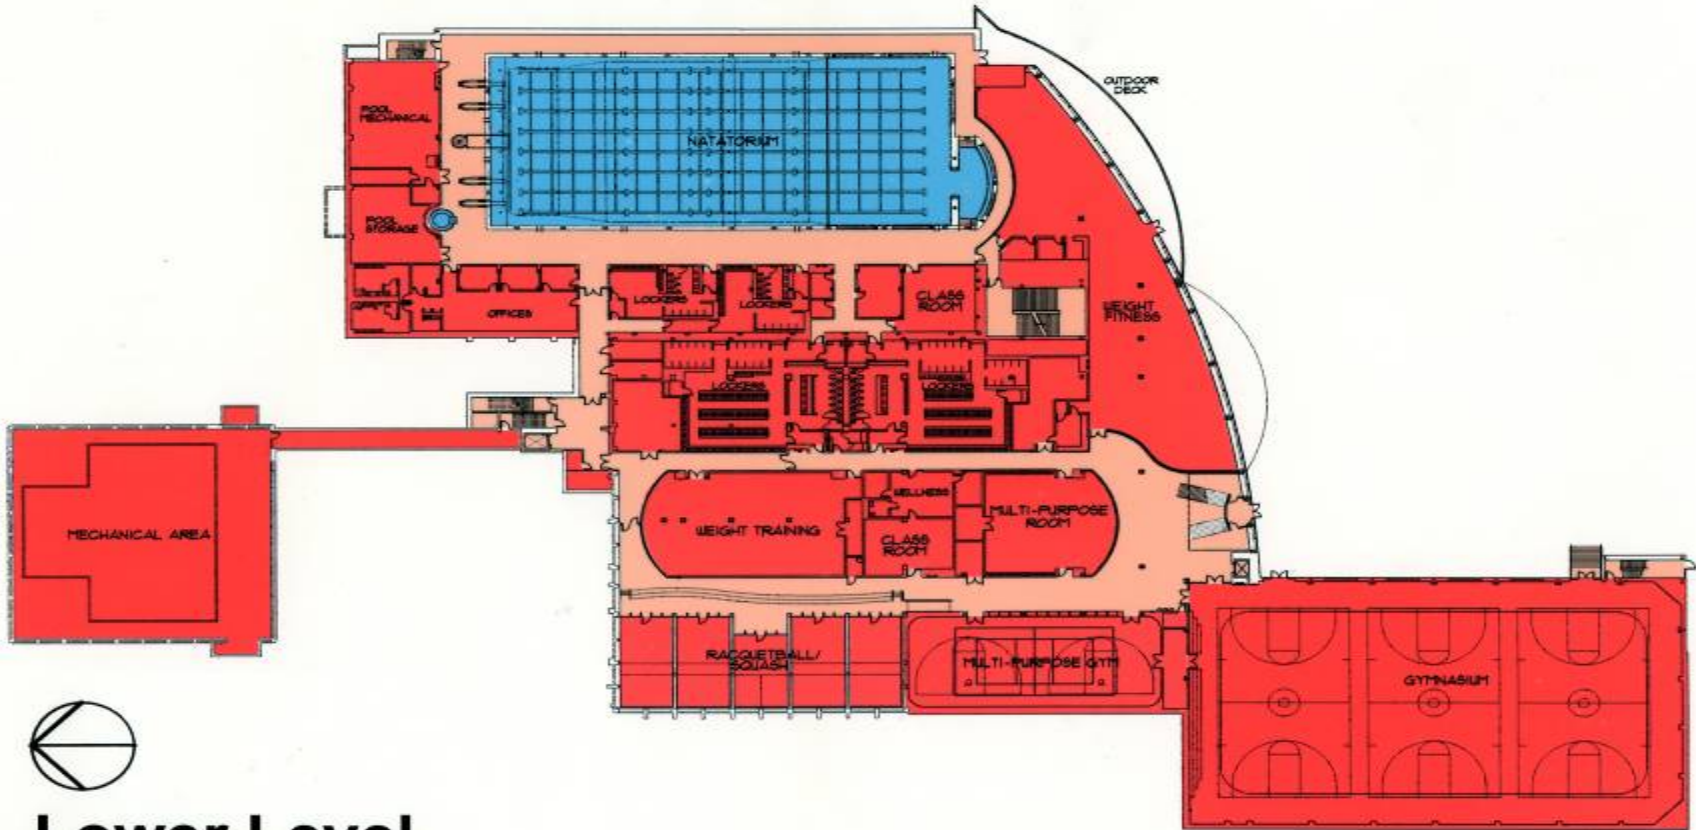 OUTDOOR
DECK
POOL
MECHANICAL
NATATORIUM
POOL
STORAGE
OFFICES
LOCKERS
LOCKERS
CLASS
ROOM
WEIGHT
FITNESS
LOCKERS
LOCKERS
MECHANICAL AREA
WEIGHT TRAINING
WELLNESS
CLASS
ROOM
MULTI-PURPOSE
ROOM
RACQUETBALL/
SQUASH
MULTI-PURPOSE GYM
GYMNASIUM
Lower Level